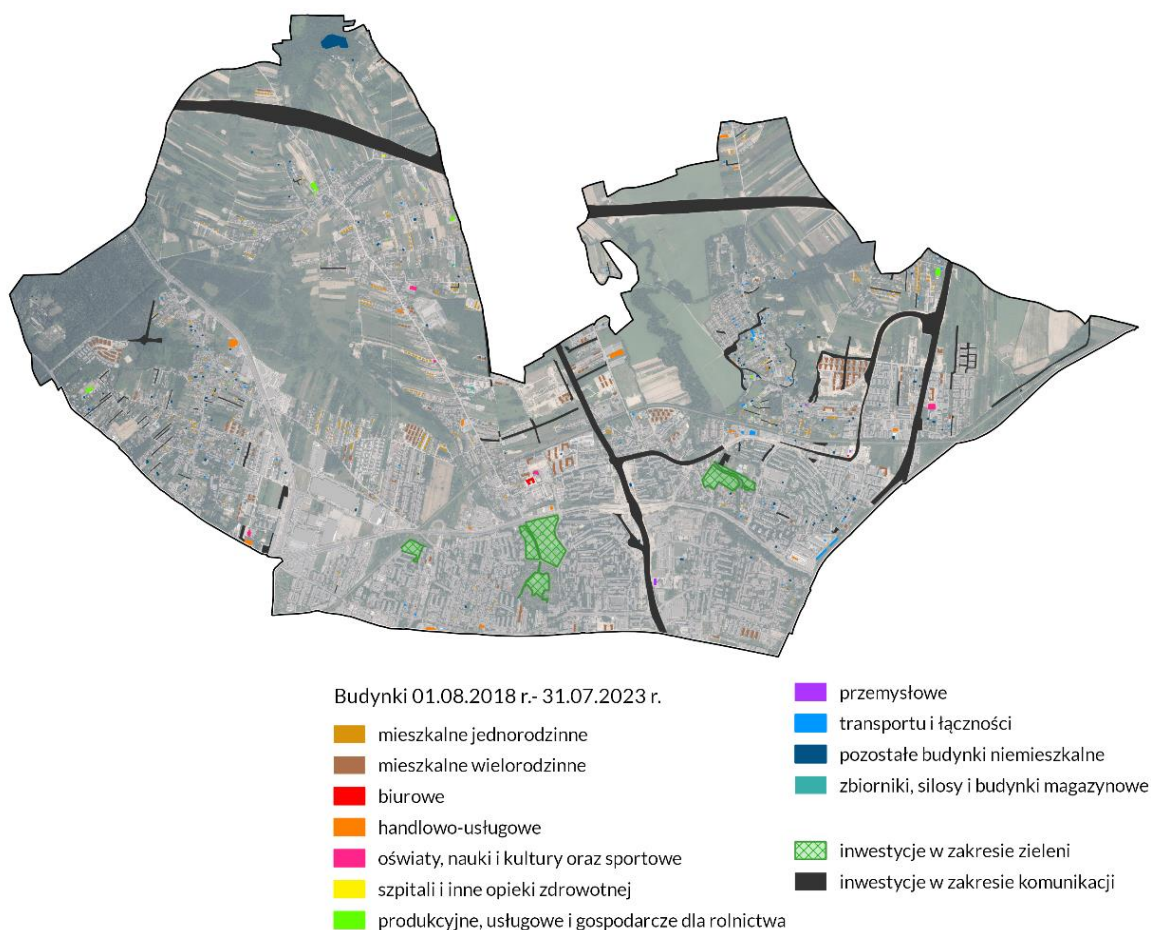 Budynki 01.08.2018 r.- 31.07.2023 r.
mieszkalne jednorodzinne
mieszkalne wielorodzinne
biurowe
handlowo-usługowe
oświaty, nauki i kultury oraz sportowe
szpitali i inne opieki zdrowotnej
produkcyjne, usługowe i gospodarcze dla rolnictwa
przemysłowe
transportu i łączności
pozostałe budynki niemieszkalne
zbiorniki, silosy i budynki magazynowe
inwestycje w zakresie zieleni
inwestycje w zakresie komunikacji